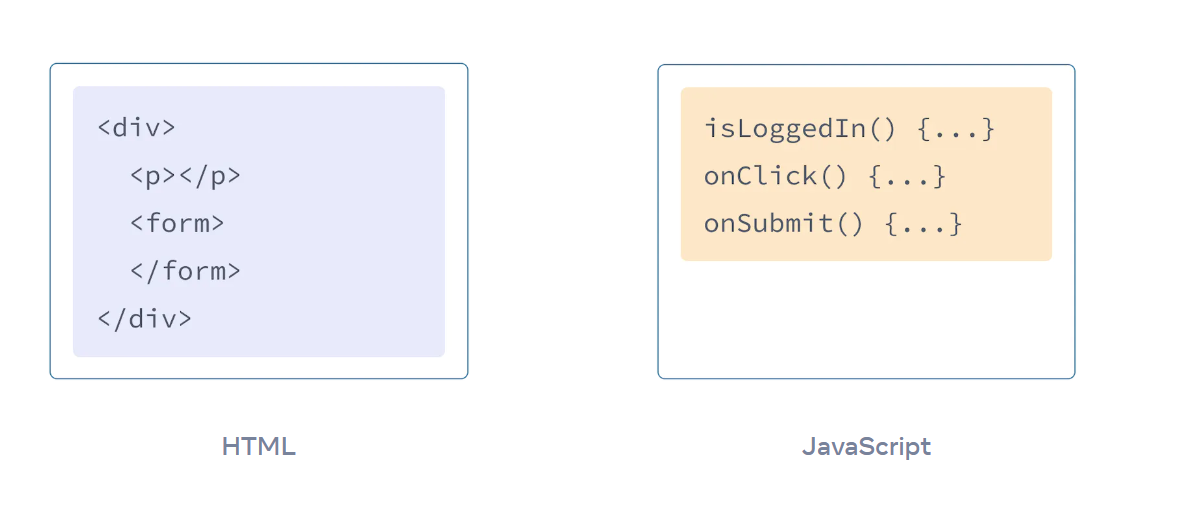 <div>
  <p></p>
  <form>
  </form>
</div>
HTML
isLoggedIn() {...}
onClick() {...}
onSubmit() {...}
JavaScript